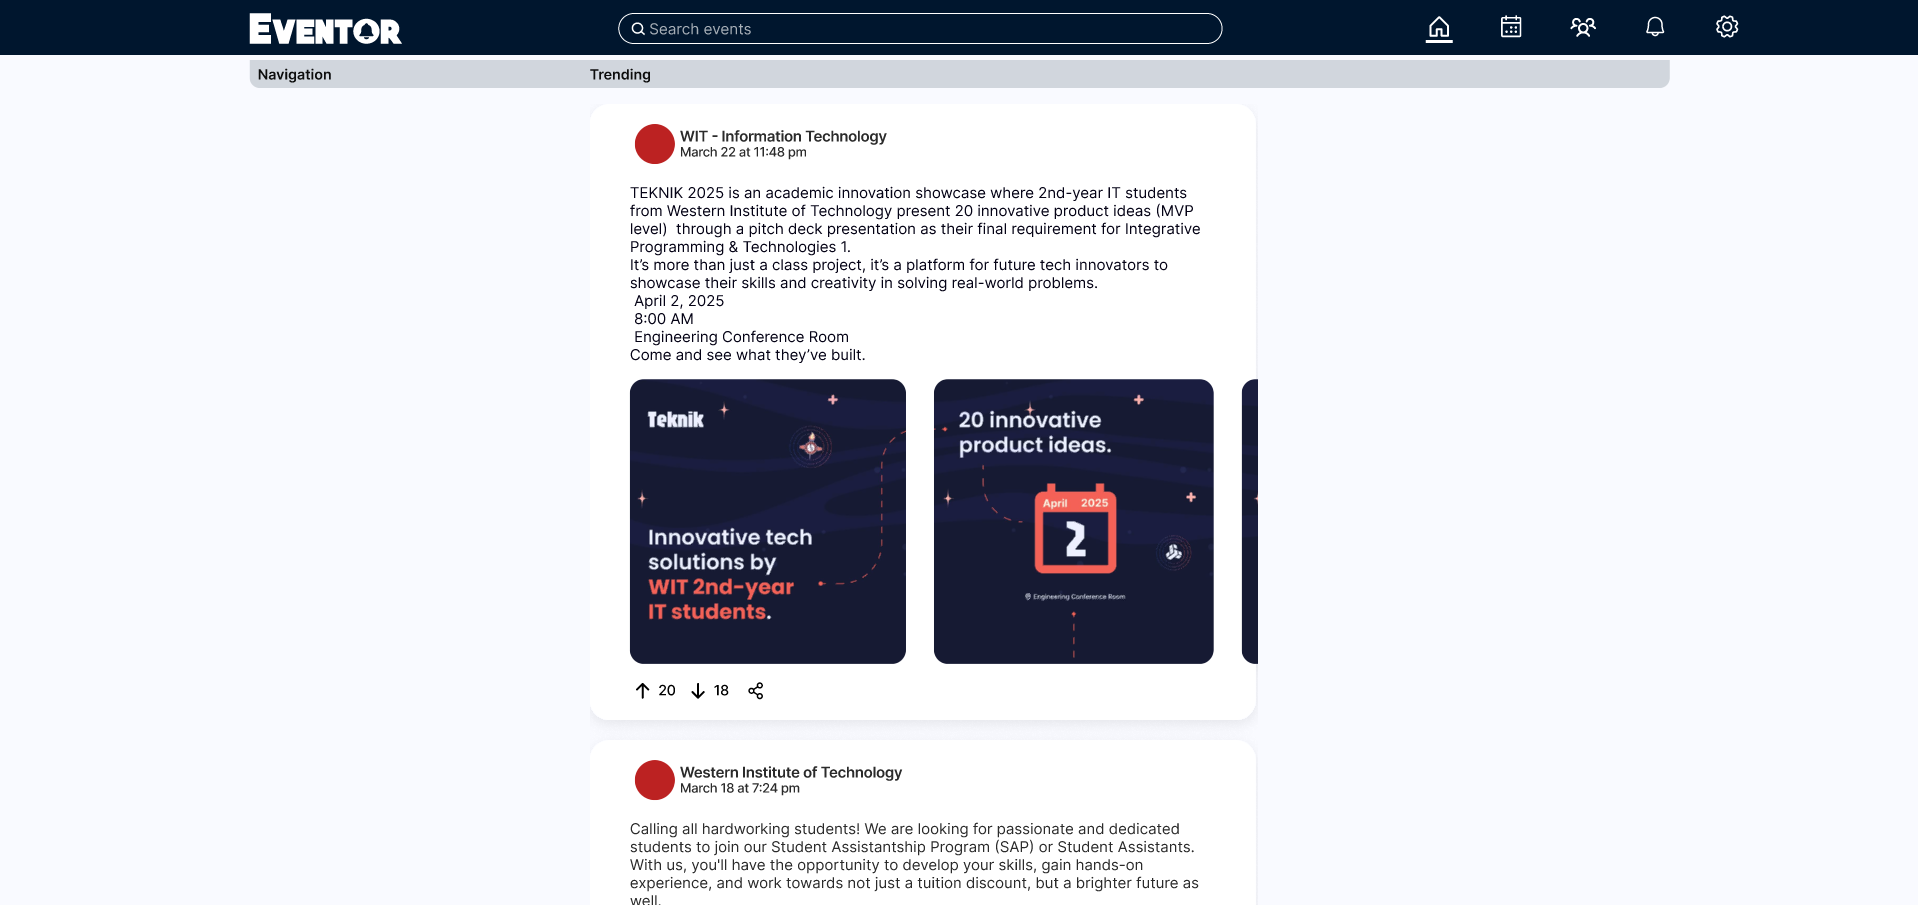 EVENTOR
Search events
Navigation
Trending
WIT - Information Technology
March 22 at 11:48 pm
TEKNIK 2025 is an academic innovation showcase where 2nd-year IT students
from Western Institute of Technology present 20 innovative product ideas (MVP
level)  through a pitch deck presentation as their final requirement for Integrative
Programming & Technologies 1.
It’s more than just a class project, it’s a platform for future tech innovators to
showcase their skills and creativity in solving real-world problems.
April 2, 2025
8:00 AM
Engineering Conference Room
Come and see what they’ve built.
Teknik
Innovative tech
solutions by
WIT 2nd-year
IT students.
20 innovative
product ideas.
April 2025
2
Engineering Conference Room
20 18
Western Institute of Technology
March 18 at 7:24 pm
Calling all hardworking students! We are looking for passionate and dedicated
students to join our Student Assistantship Program (SAP) or Student Assistants.
With us, you'll have the opportunity to develop your skills, gain hands-on
experience, and work towards not just a tuition discount, but a brighter future as
well.